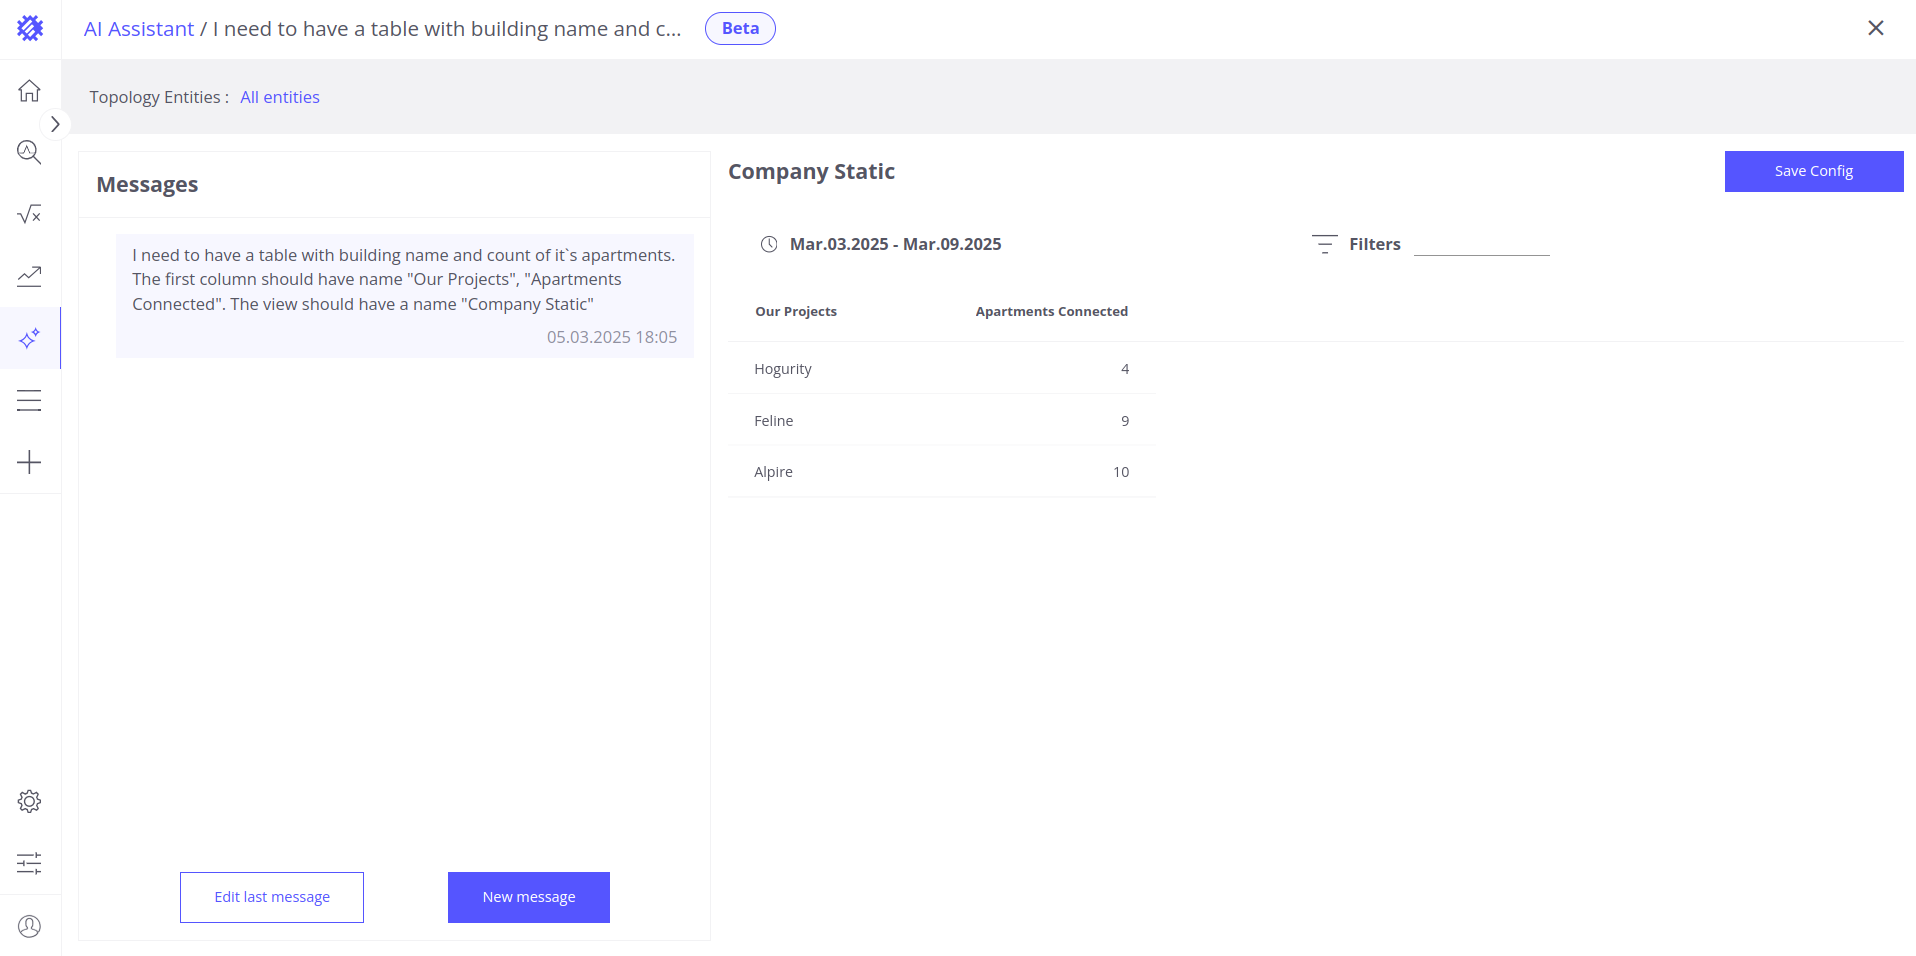 AI Assistant / I need to have a table with building name and c...
Beta
Topology Entities : All entities
Messages
I need to have a table with building name and count of it`s apartments.
The first column should have name "Our Projects", "Apartments
Connected". The view should have a name "Company Static"
05.03.2025 18:05
Edit last message
New message
Company Static
Save Config
Mar.03.2025 - Mar.09.2025
Filters
Our Projects Apartments Connected
Hogurity 4
Feline 9
Alpire 10